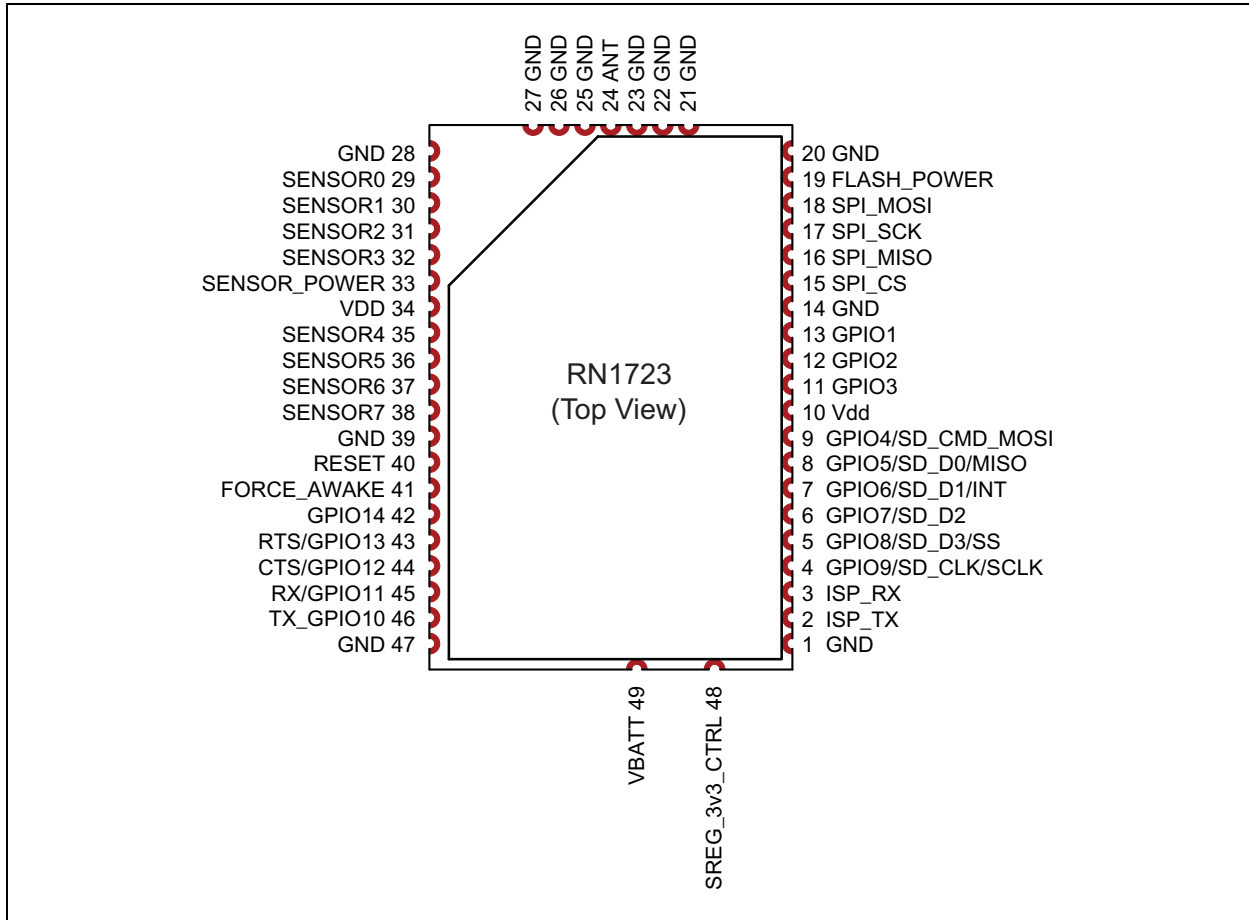 27 GND
26 GND
25 GND
24 ANT
23 GND
22 GND
21 GND
GND 28
SENSOR0 29
SENSOR1 30
SENSOR2 31
SENSOR3 32
SENSOR_POWER 33
VDD 34
SENSOR4 35
SENSOR5 36
SENSOR6 37
SENSOR7 38
GND 39
RESET 40
FORCE_AWAKE 41
GPIO14 42
RTS/GPIO13 43
CTS/GPIO12 44
RX/GPIO11 45
TX_GPIO10 46
GND 47
RN1723
(Top View)
20 GND
19 FLASH_POWER
18 SPI_MOSI
17 SPI_SCK
16 SPI_MISO
15 SPI_CS
14 GND
13 GPIO1
12 GPIO2
11 GPIO3
10 Vdd
9 GPIO4/SD_CMD_MOSI
8 GPIO5/SD_D0/MISO
7 GPIO6/SD_D1/INT
6 GPIO7/SD_D2
5 GPIO8/SD_D3/SS
4 GPIO9/SD_CLK/SCLK
3 ISP_RX
2 ISP_TX
1 GND
VBATT 49
SREG_3v3_CTRL 48